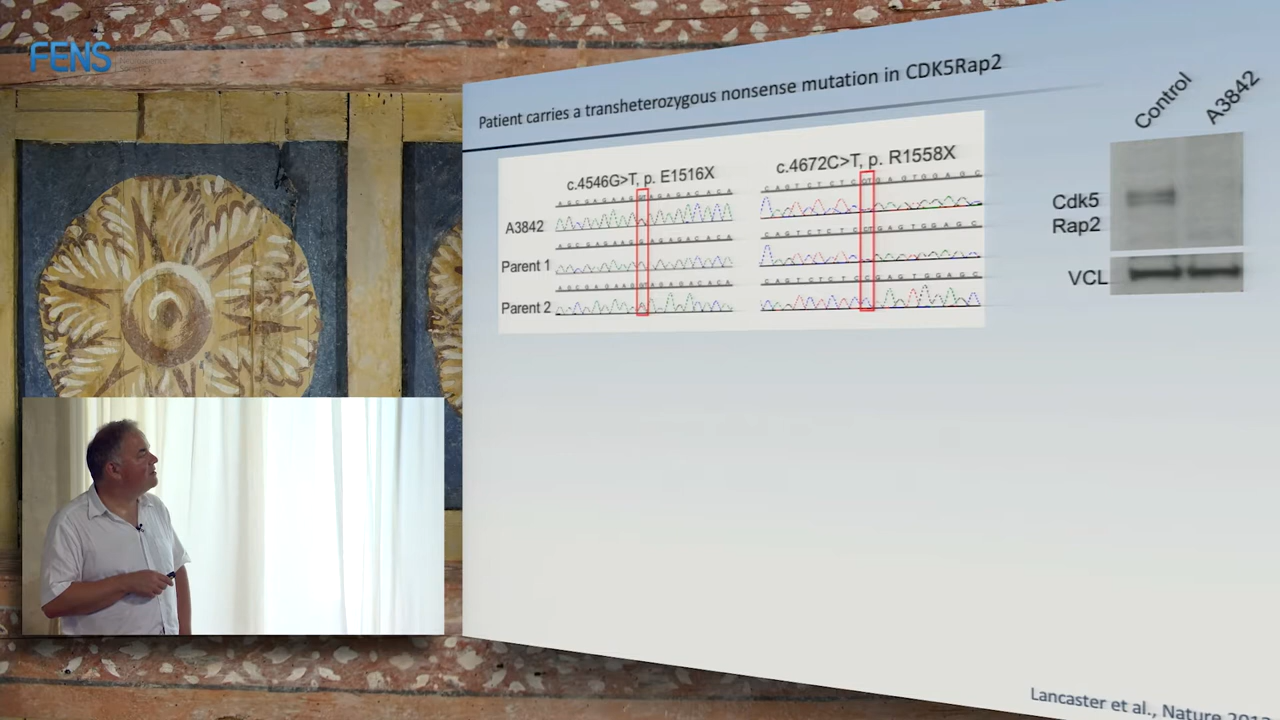 FENS
Patient carries a transheterozygous nonsense mutation in CDK5Rap2
c.4546G>T, p. E1516X
c.4672C>T, p. R1558X
A3842
Parent 1
Parent 2
Control
A3842
Cdk5
Rap2
VCL
Lancaster et al., Nature